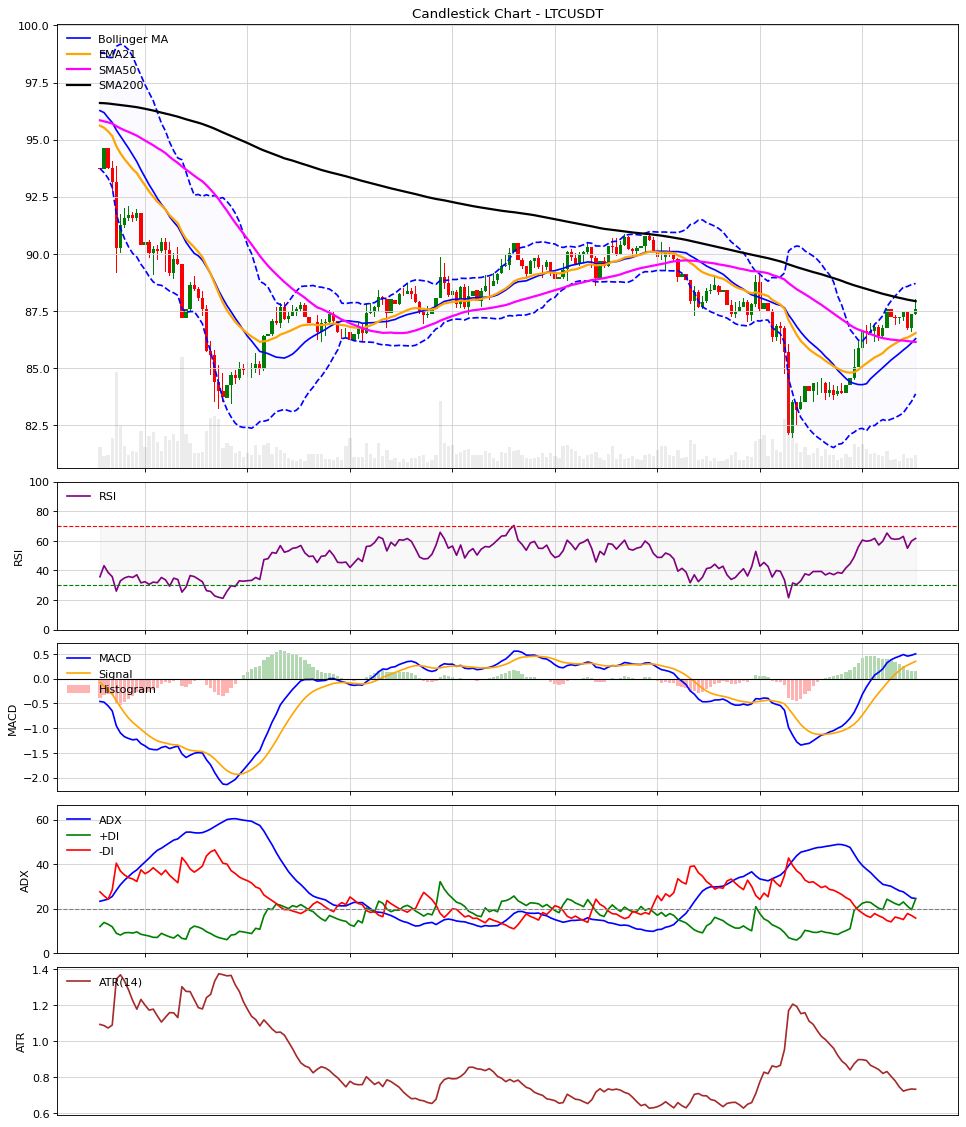 Candlestick Chart - LTCUSDT
100.0
97.5
95.0
92.5
90.0
87.5
85.0
82.5
Bollinger MA
EMA21
SMA50
SMA200
RSI
100
80
60
40
20
0
RSI
MACD
0.5
0.0
−0.5
−1.0
−1.5
−2.0
MACD
Signal
Histogram
ADX
60
40
20
0
ADX
+DI
-DI
ATR
1.4
1.2
1.0
0.8
0.6
ATR(14)